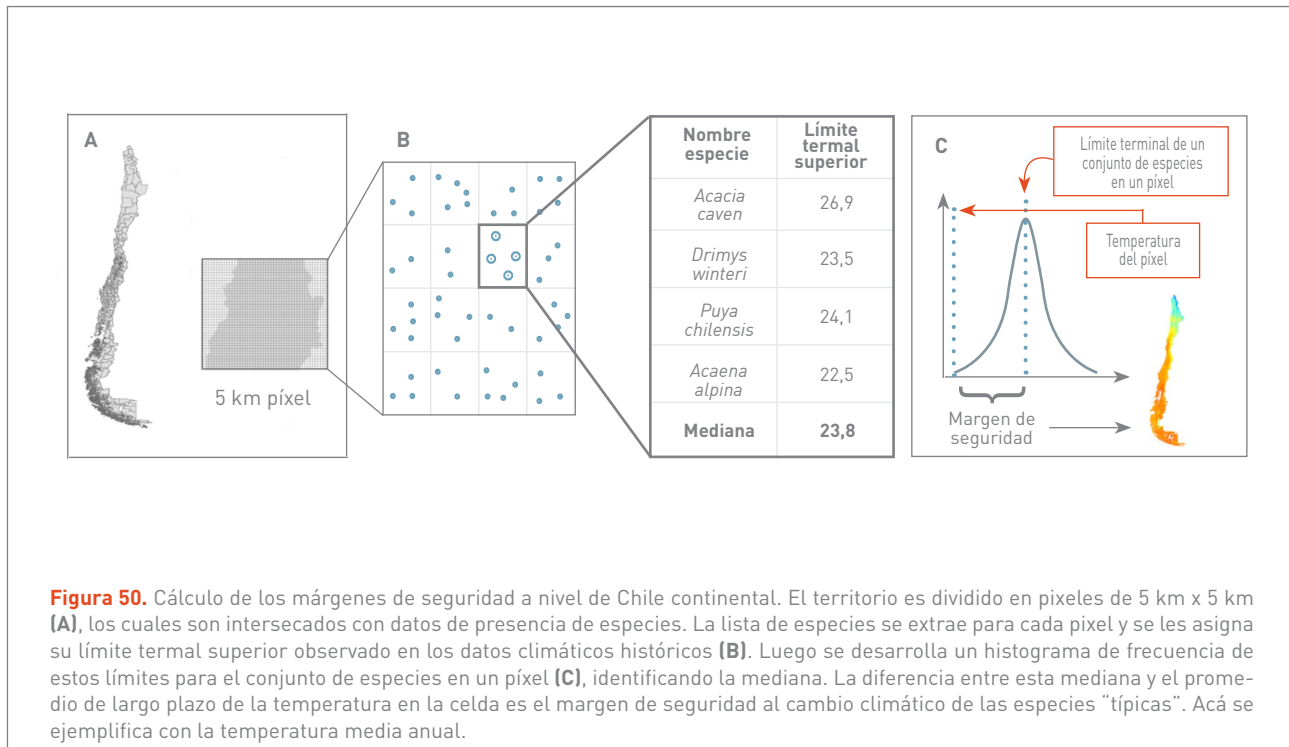 A
5 km píxel
B
Nombre
especie
Límite
termal
superior
Acacia
caven
26,9
Drimys
winteri
23,5
Puya
chilensis
24,1
Acaena
alpina
22,5
Mediana
23,8
C
Límite terminal de un
conjunto de especies
en un píxel
Temperatura
del píxel
Margen de
seguridad
Figura 50. Cálculo de los márgenes de seguridad a nivel de Chile continental. El territorio es dividido en pixeles de 5 km x 5 km
(A), los cuales son intersecados con datos de presencia de especies. La lista de especies se extrae para cada pixel y se les asigna
su límite termal superior observado en los datos climáticos históricos (B). Luego se desarrolla un histograma de frecuencia de
estos límites para el conjunto de especies en un píxel (C), identificando la mediana. La diferencia entre esta mediana y el prome-
dio de largo plazo de la temperatura en la celda es el margen de seguridad al cambio climático de las especies “típicas”. Acá se
ejemplifica con la temperatura media anual.